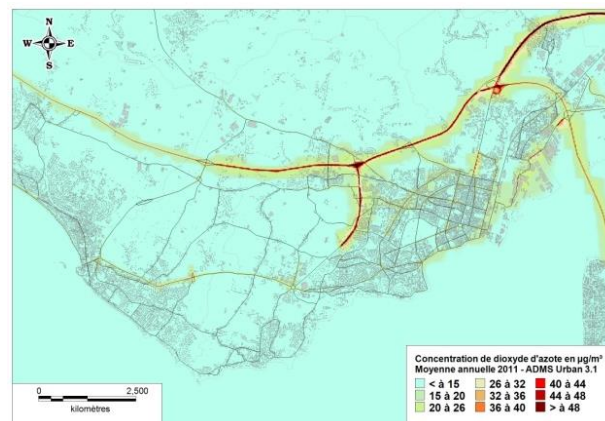 N
W E
S
0 2,500
kilomètres
Concentration de dioxyde d'azote en µg/m³
Moyenne annuelle 2011 - ADMS Urban 3.1
< à 15 26 à 32 40 à 44
15 à 20 32 à 36 44 à 48
20 à 26 36 à 40 > à 48